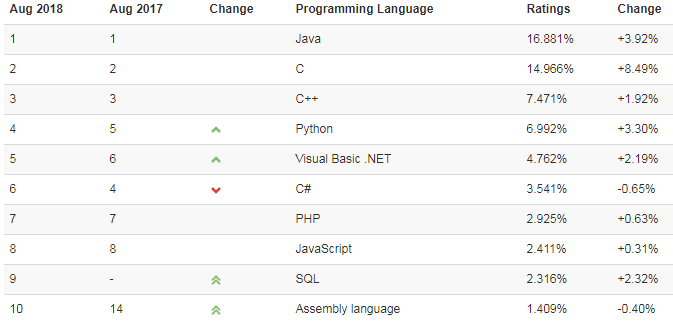 Aug 2018 Aug 2017 Change Programming Language Ratings Change
1 1 Java 16.881% +3.92%
2 2 C 14.966% +8.49%
3 3 C++ 7.471% +1.92%
4 5 Python 6.992% +3.30%
5 6 Visual Basic .NET 4.762% +2.19%
6 4 C# 3.541% -0.65%
7 7 PHP 2.925% +0.63%
8 8 JavaScript 2.411% +0.31%
9 - SQL 2.316% +2.32%
10 14 Assembly language 1.409% -0.40%